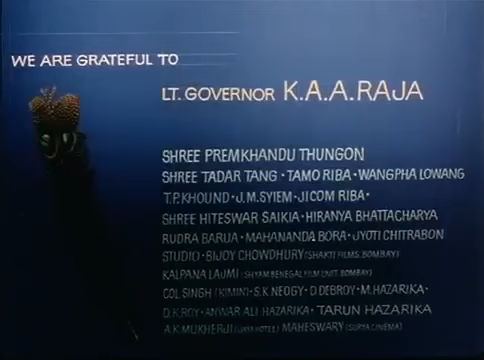 WE ARE GRATEFUL TO
LT. GOVERNOR K.A.A.RAJA
SHREE PREMKHANDU THUNGON
SHREE TADAR TANG · TAMO RIBA · WANGPHA LOWANG
T.P.KHOUND · J.M.SYIEM · JICOM RIBA ·
SHREE HITESWAR SAIKIA · HIRANYA BHATTACHARYA
RUDRA BARUA · MAHANANDA BORA · JYOTI CHITRABON
STUDIO · BIJOY CHOWDHURY (SHAKTI FILMS. BOMBAY)
KALPANA LAJMI (SHYAM BENEGAL FILM UNIT. BOMBAY)
COL SINGH (KIMIN) · S.K.NEOGY · D.DEBROY · M.HAZARIKA ·
D.K.ROY · ANWAR ALI HAZARIKA · TARUN HAZARIKA
A.K.MUKHERJI HOTEL) MAHESWARY (SURYA CINEMA)